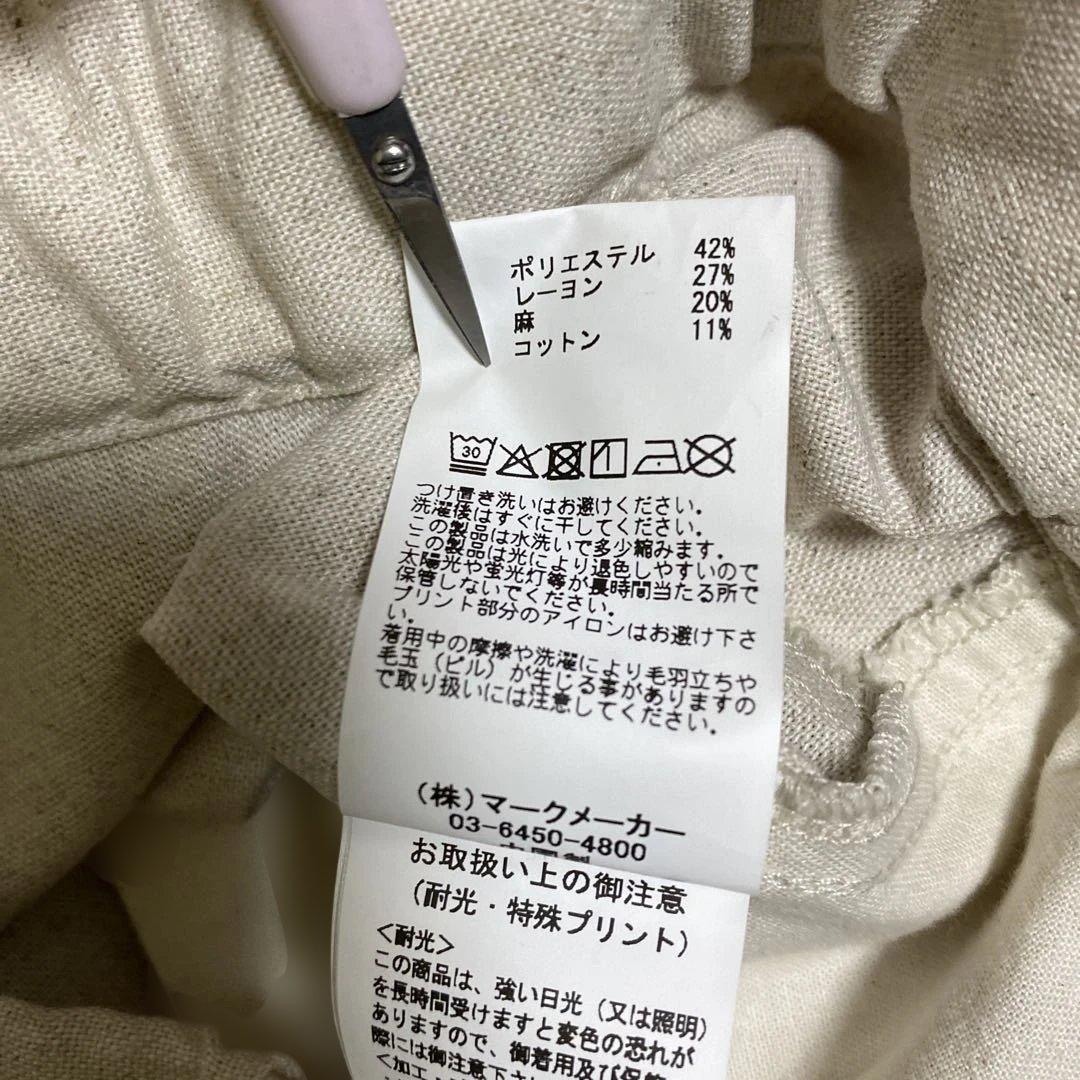 ポリエステル 42%
レーヨン 27%
麻 20%
コットン 11%
30
つけ置き洗いはお避けください。
洗濯後はすぐに干してください。
この製品は水洗いで多少縮みます。
この製品は光により退色しやすいので
太陽光や蛍光灯等が長時間当たる所で
保管しないでください。
プリント部分のアイロンはお避け下さ
い。
着用中の摩擦や洗濯により毛羽立ちや
毛玉（ピル）が生じる事がありますの
で取り扱いには注意してください。
(株)マークメーカー
03-6450-4800
お取扱い上の御注意
(耐光・特殊プリント)
<耐光>
この商品は、強い日光(又は照明)
を長時間受けますと変色の恐れが
ありますので、御着用及び保管
際には御注意下さ
<加工・